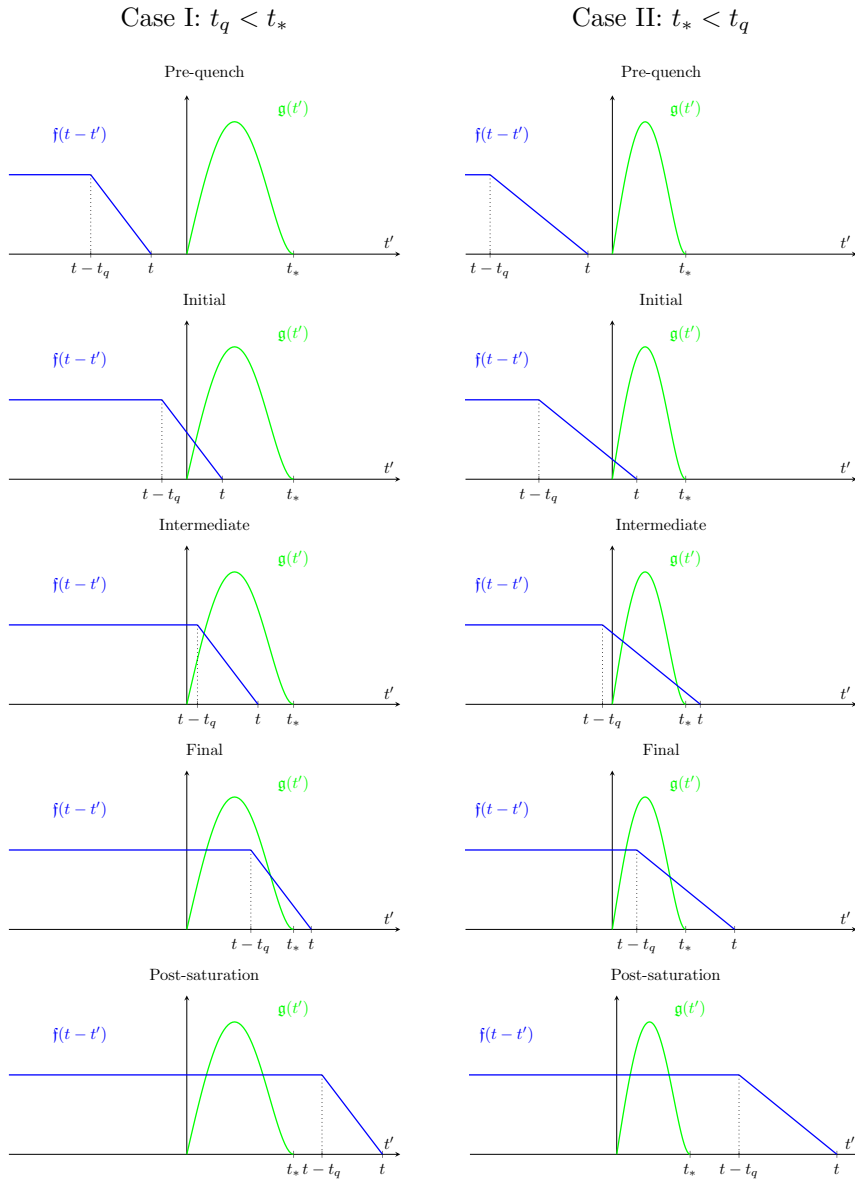 Case I: $t_q < t_*$
Pre-quench
𝔣(t − t′)
𝔤(t′)
t′
t − t_q
t
t_*
Initial
𝔣(t − t′)
𝔤(t′)
t′
t − t_q
t
t_*
Intermediate
𝔣(t − t′)
𝔤(t′)
t′
t − t_q
t
t_*
Final
𝔣(t − t′)
𝔤(t′)
t′
t − t_q
t_*
t
Post-saturation
𝔣(t − t′)
𝔤(t′)
t′
t_*
t − t_q
t
Case II: $t_* < t_q$
Pre-quench
𝔣(t − t′)
𝔤(t′)
t′
t − t_q
t
t_*
Initial
𝔣(t − t′)
𝔤(t′)
t′
t − t_q
t
t_*
Intermediate
𝔣(t − t′)
𝔤(t′)
t′
t − t_q
t_*
t
Final
𝔣(t − t′)
𝔤(t′)
t′
t − t_q
t_*
t
Post-saturation
𝔣(t − t′)
𝔤(t′)
t′
t_*
t − t_q
t